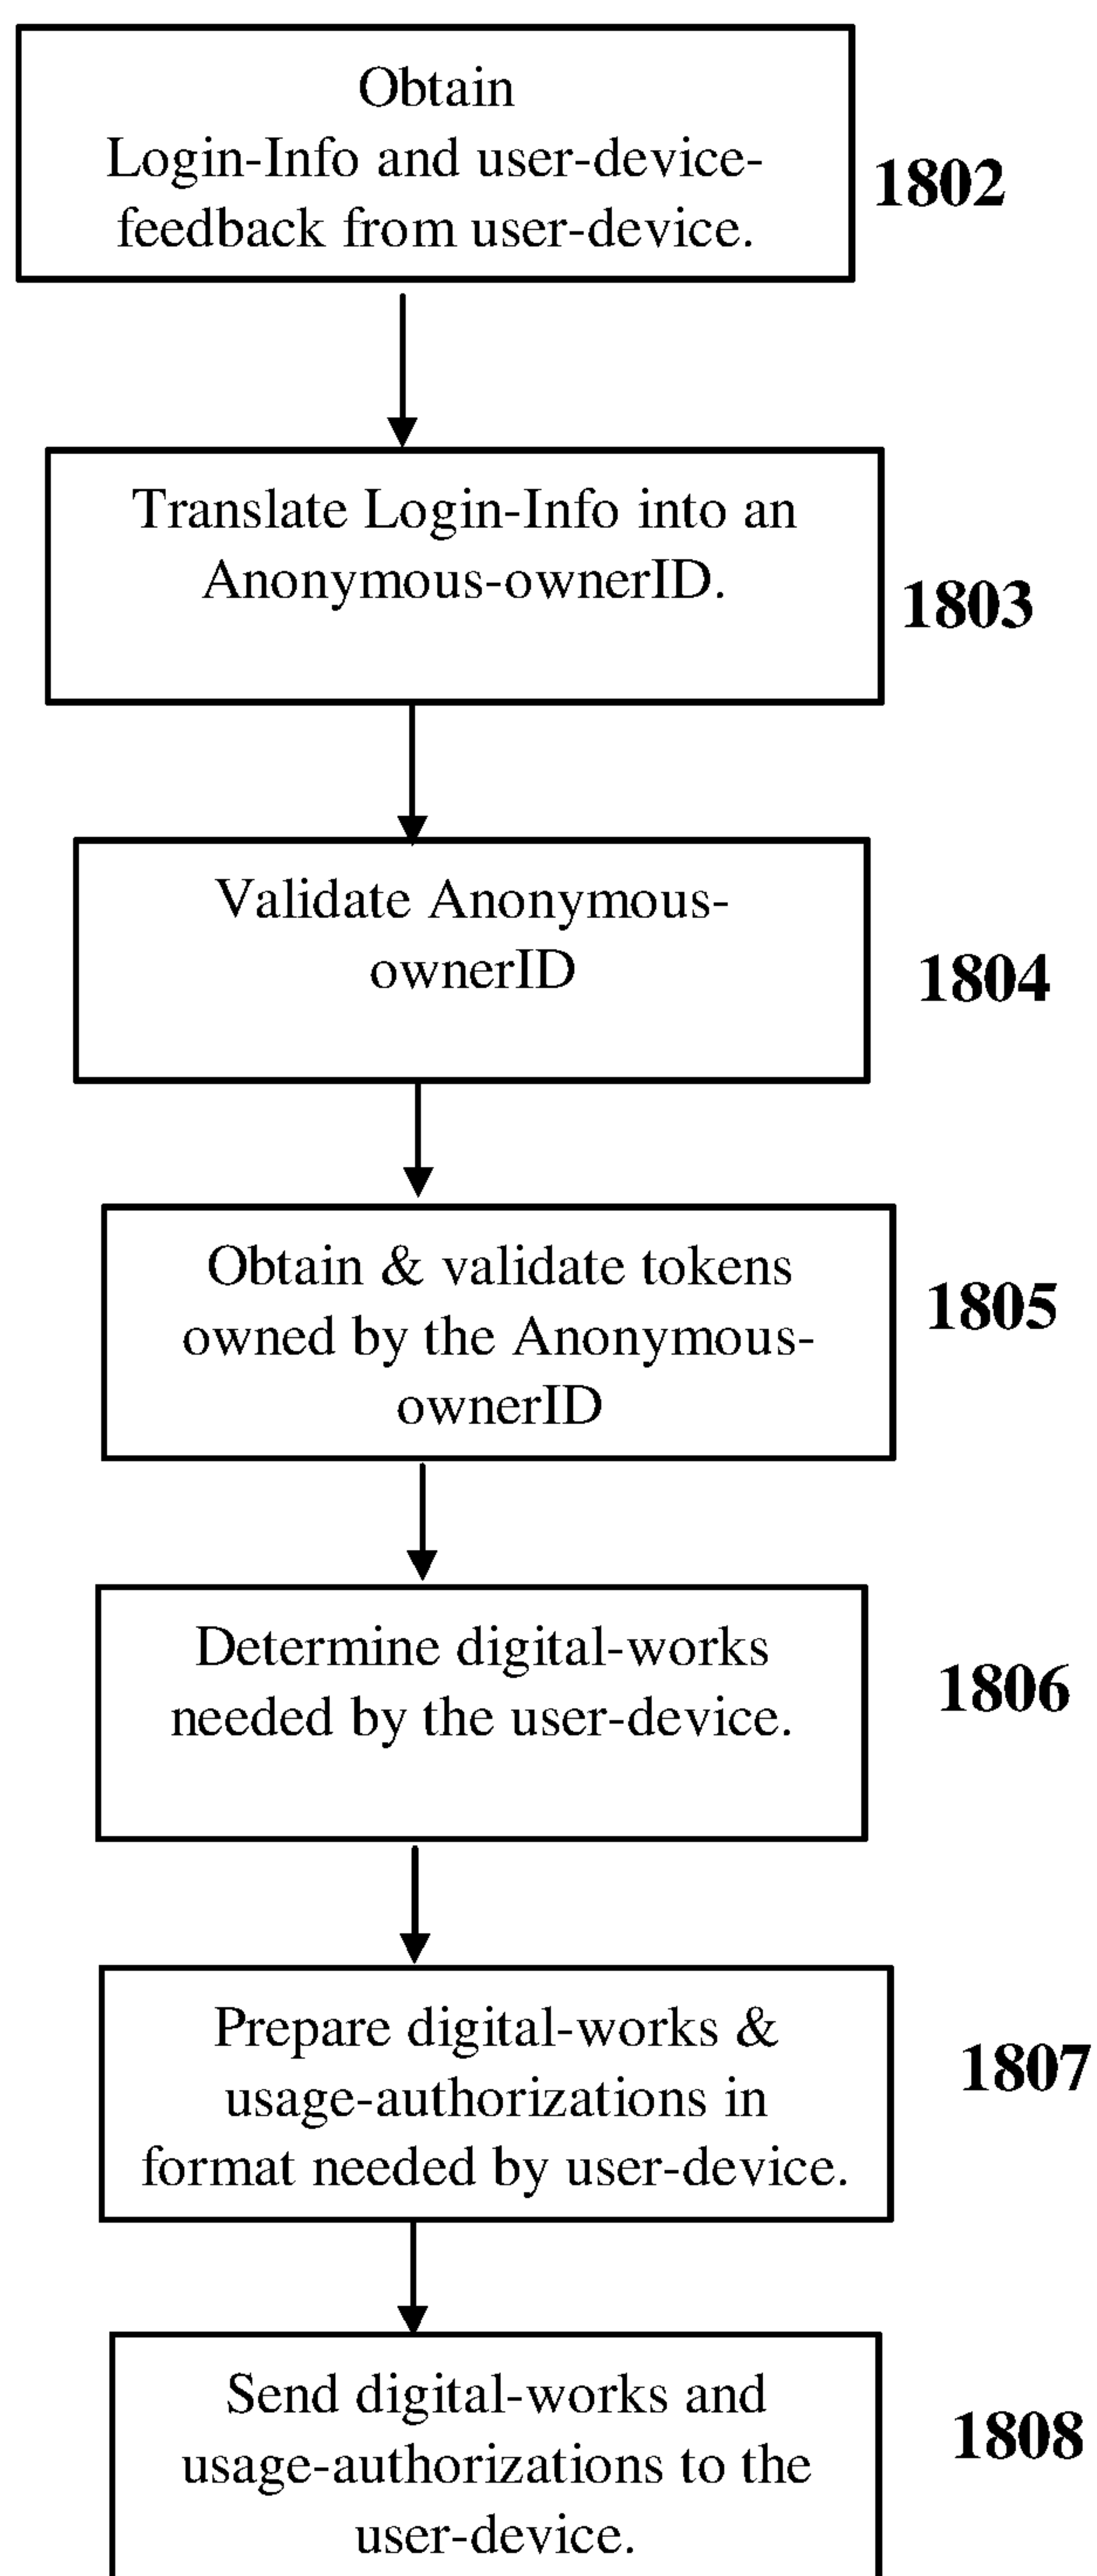 Obtain
Login-Info and user-device-
feedback from user-device.
1802
Translate Login-Info into an
Anonymous-ownerID.
1803
Validate Anonymous-
ownerID
1804
Obtain & validate tokens
owned by the Anonymous-
ownerID
1805
Determine digital-works
needed by the user-device.
1806
Prepare digital-works &
usage-authorizations in
format needed by user-device.
1807
Send digital-works and
usage-authorizations to the
user-device.
1808